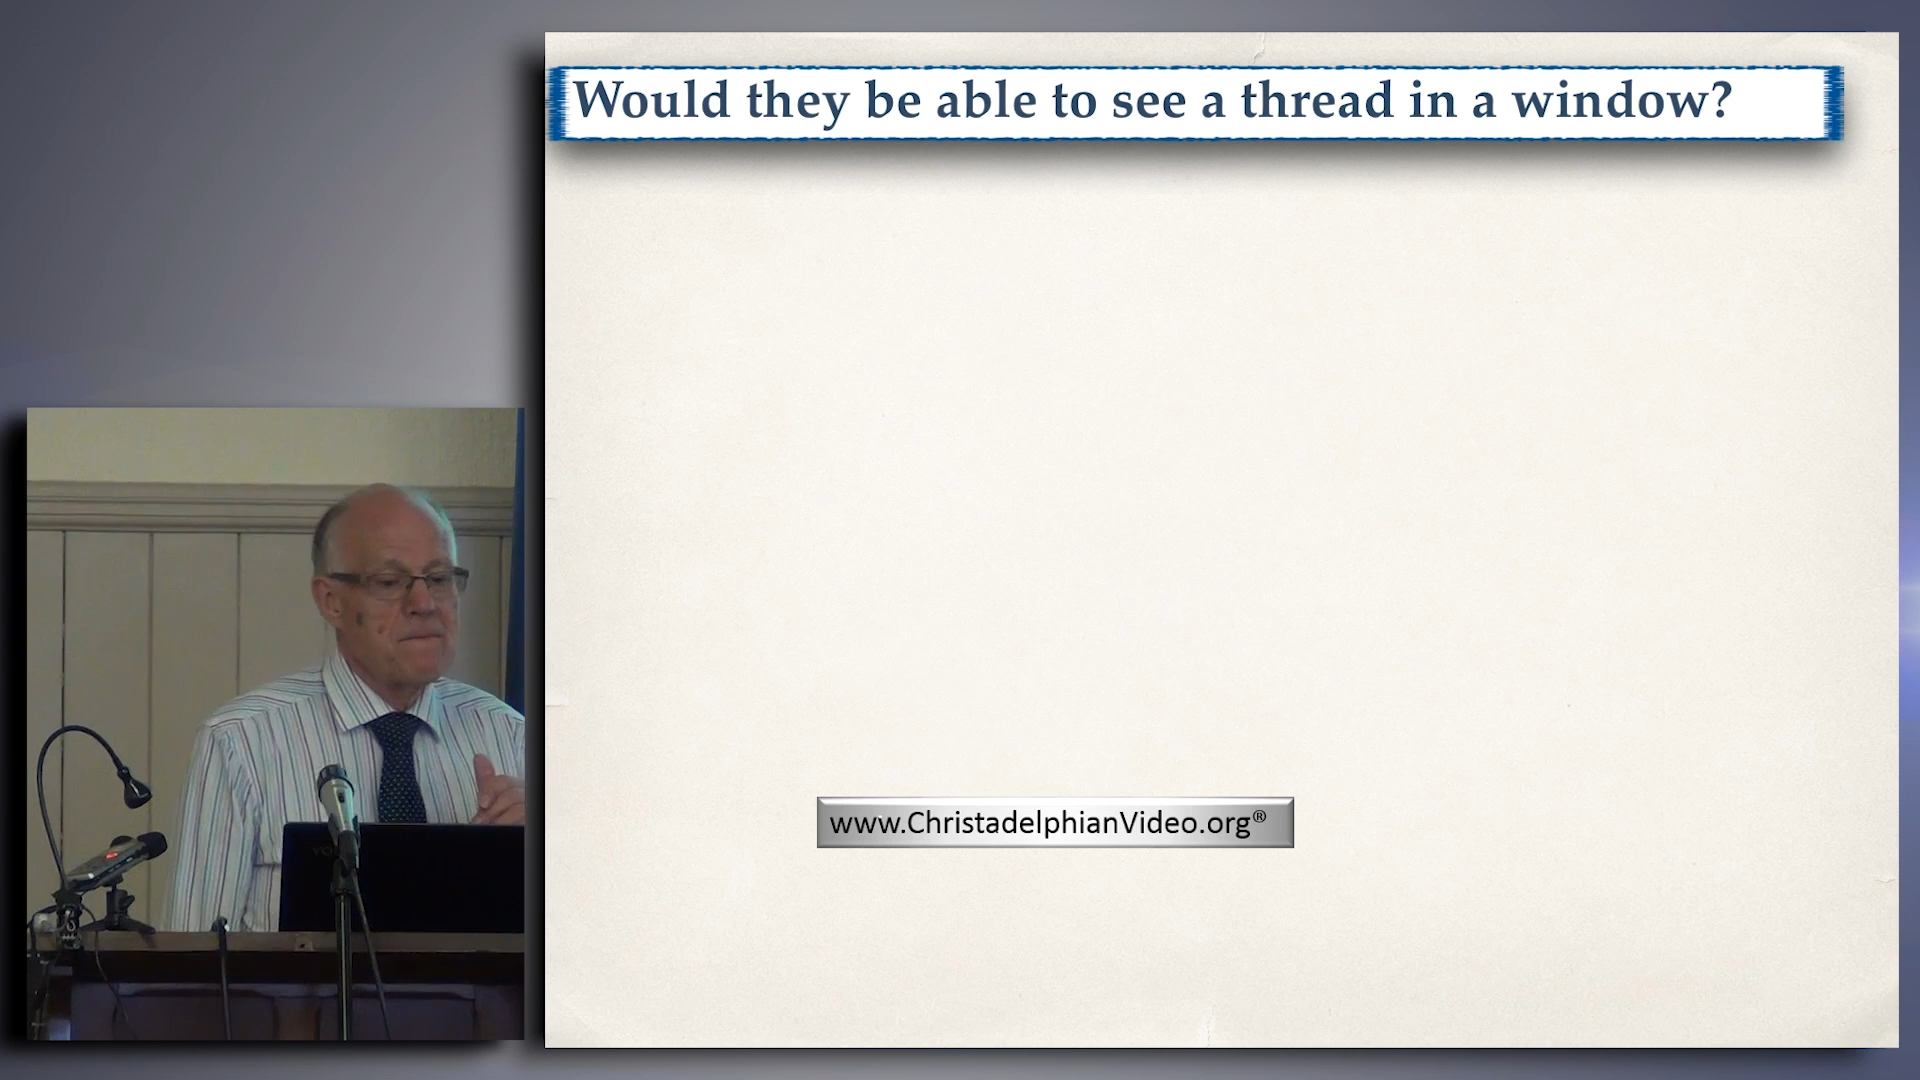 Would they be able to see a thread in a window?
www.ChristadelphianVideo.org®